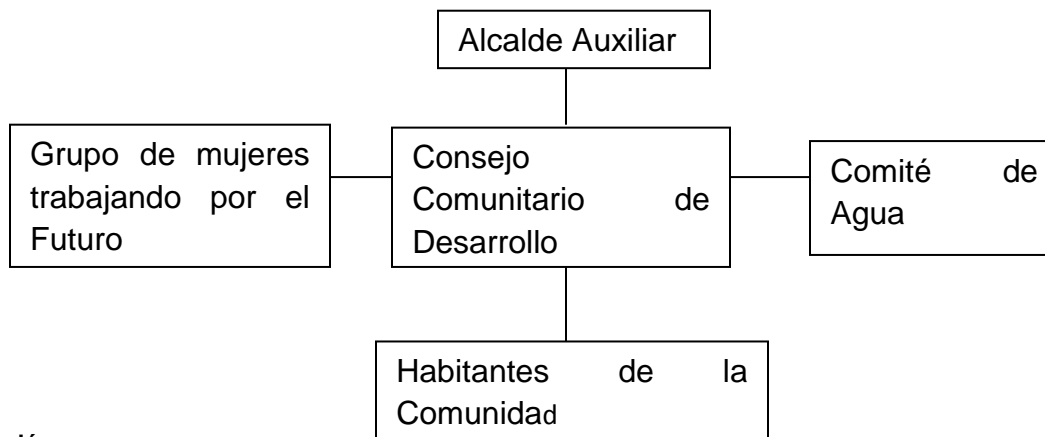 Alcalde Auxiliar
Grupo de mujeres
trabajando por el
Futuro
Consejo
Comunitario de
Desarrollo
Comité de
Agua
Habitantes de la
Comunidad